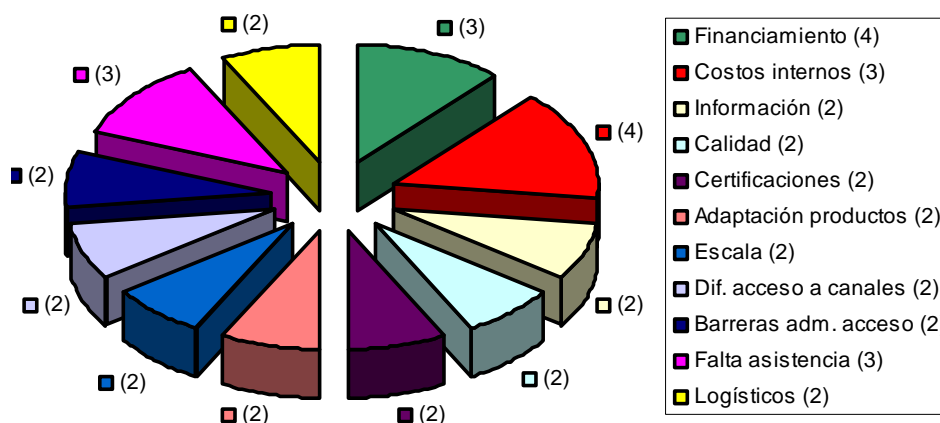 (2)
(3)
(3)
(4)
(2)
(2)
(2)
(2)
(2)
(2)
(2)
Financiamiento (4)
Costos internos (3)
Información (2)
Calidad (2)
Certificaciones (2)
Adaptación productos (2)
Escala (2)
Dif. acceso a canales (2)
Barreras adm. acceso (2
Falta asistencia (3)
Logísticos (2)